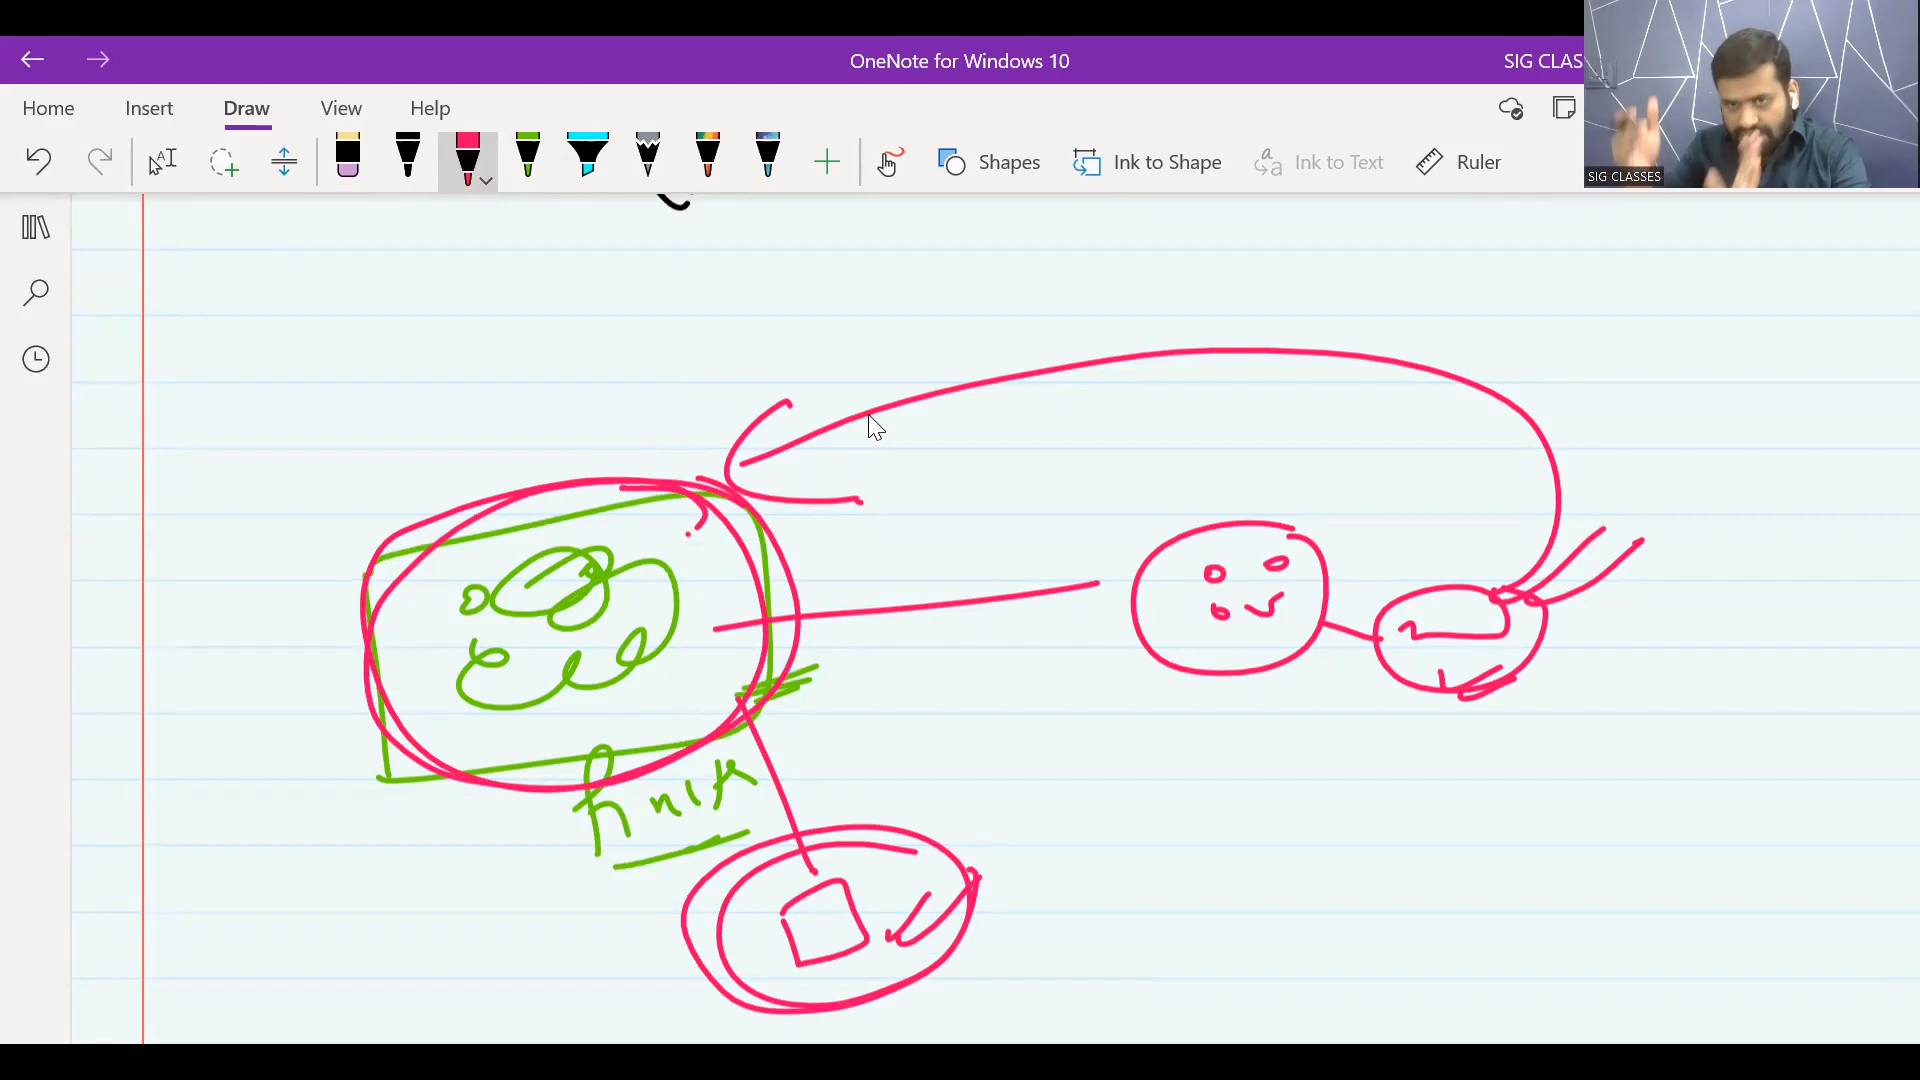 OneNote for Windows 10
SIG CLAS
Home Insert Draw View Help
Shapes Ink to Shape Ink to Text Ruler
SIG CLASSES